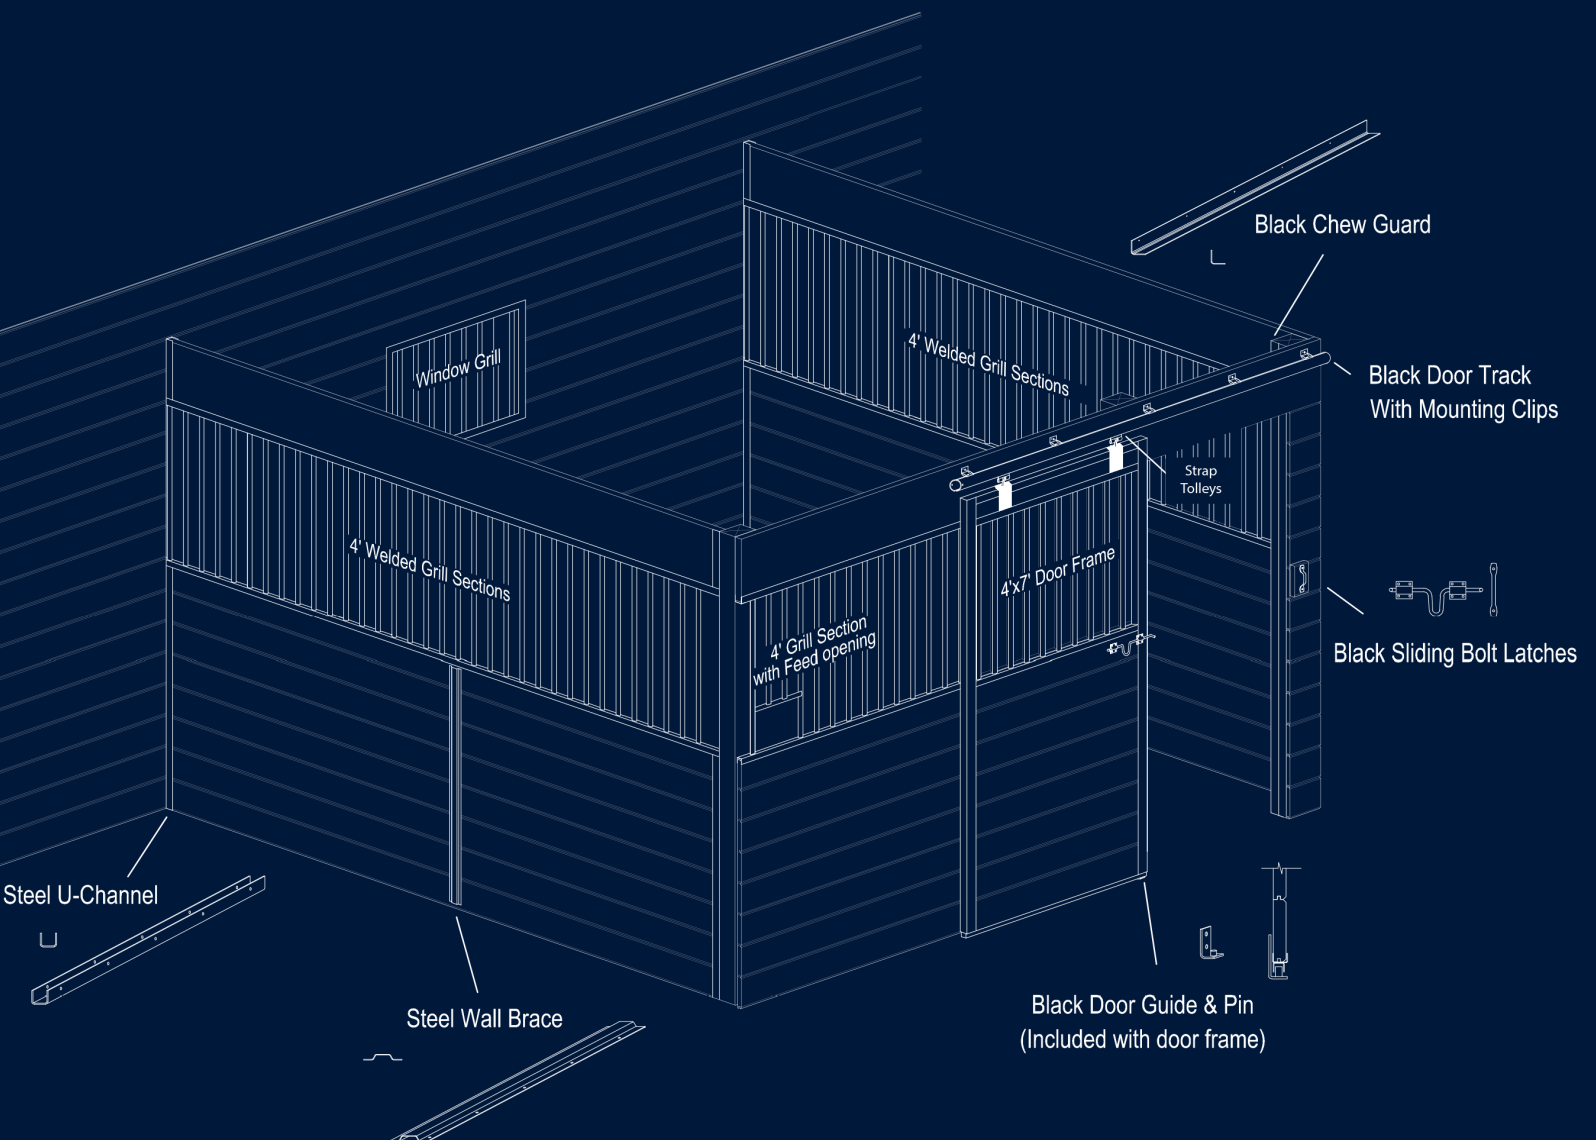 Black Chew Guard
Window Grill
4' Welded Grill Sections
Black Door Track
With Mounting Clips
Strap
Tolleys
4' Welded Grill Sections
4'x7' Door Frame
4' Grill Section
with Feed opening
Black Sliding Bolt Latches
Steel U-Channel
Steel Wall Brace
Black Door Guide & Pin
(Included with door frame)